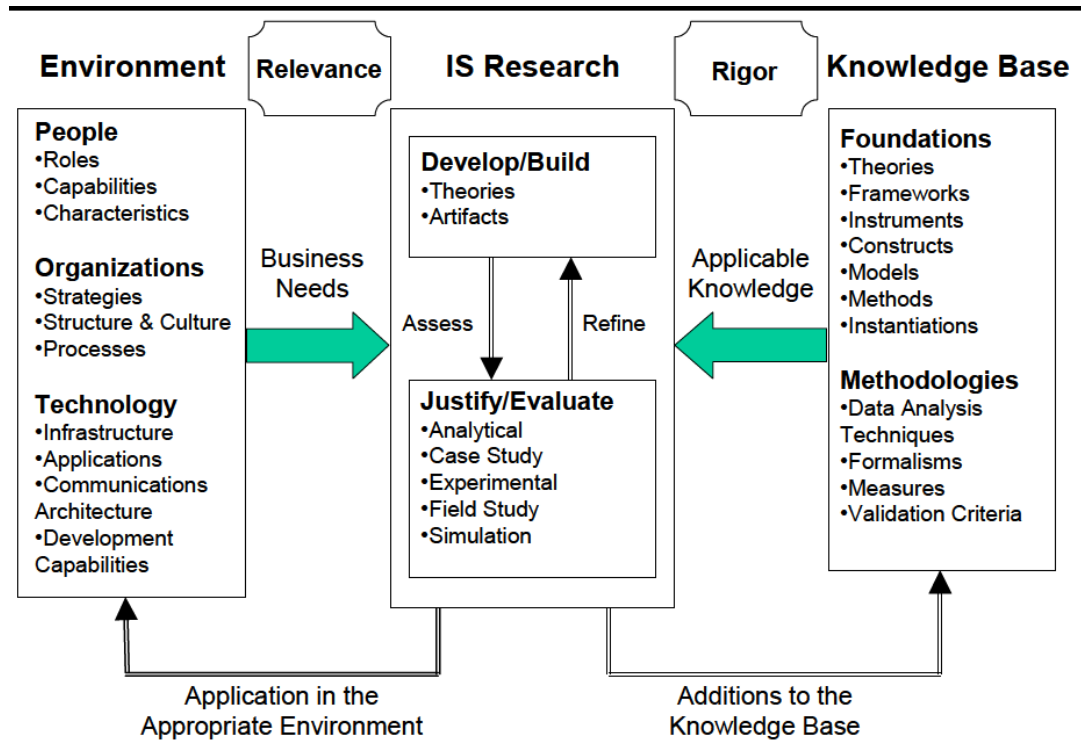 Environment
Relevance
IS Research
Rigor
Knowledge Base
People
•Roles
•Capabilities
•Characteristics
Organizations
•Strategies
•Structure & Culture
•Processes
Technology
•Infrastructure
•Applications
•Communications
Architecture
•Development
Capabilities
Business
Needs
Develop/Build
•Theories
•Artifacts
Assess
Refine
Justify/Evaluate
•Analytical
•Case Study
•Experimental
•Field Study
•Simulation
Applicable
Knowledge
Foundations
•Theories
•Frameworks
•Instruments
•Constructs
•Models
•Methods
•Instantiations
Methodologies
•Data Analysis
Techniques
•Formalisms
•Measures
•Validation Criteria
Application in the
Appropriate Environment
Additions to the
Knowledge Base